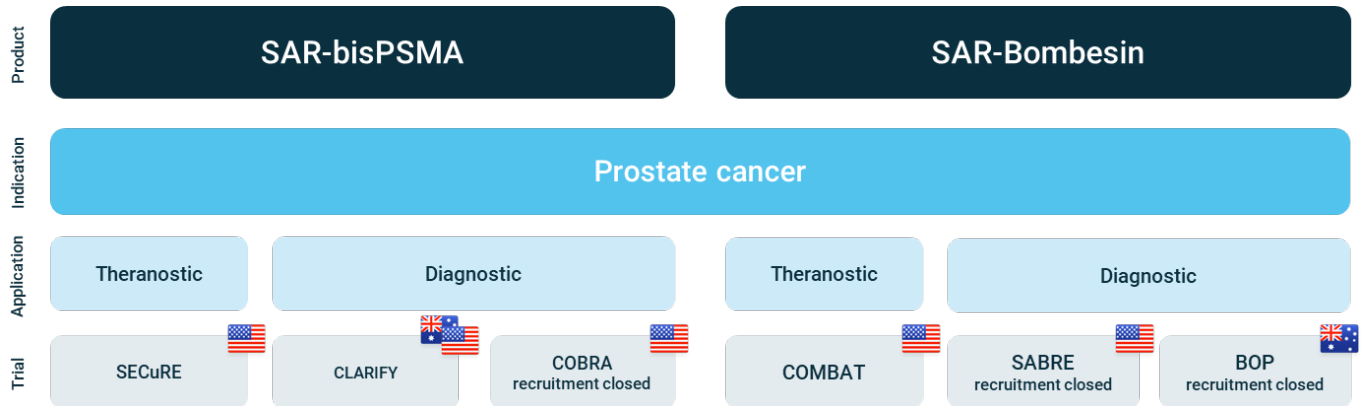 Product
SAR-bisPSMA
SAR-Bombesin
Indication
Prostate cancer
Application
Theranostic
Diagnostic
Theranostic
Diagnostic
Trial
SECuRE
CLARIFY
COBRA
recruitment closed
COMBAT
SABRE
recruitment closed
BOP
recruitment closed